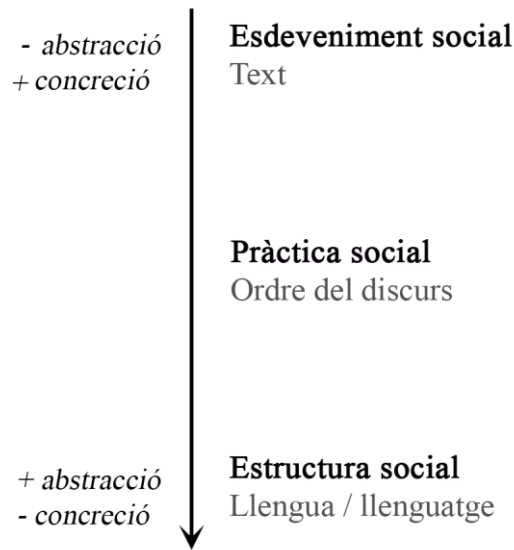 - abstracció
+ concreció
Esdeveniment social
Text
Pràctica social
Ordre del discurs
+ abstracció
- concreció
Estructura social
Llengua / llenguatge